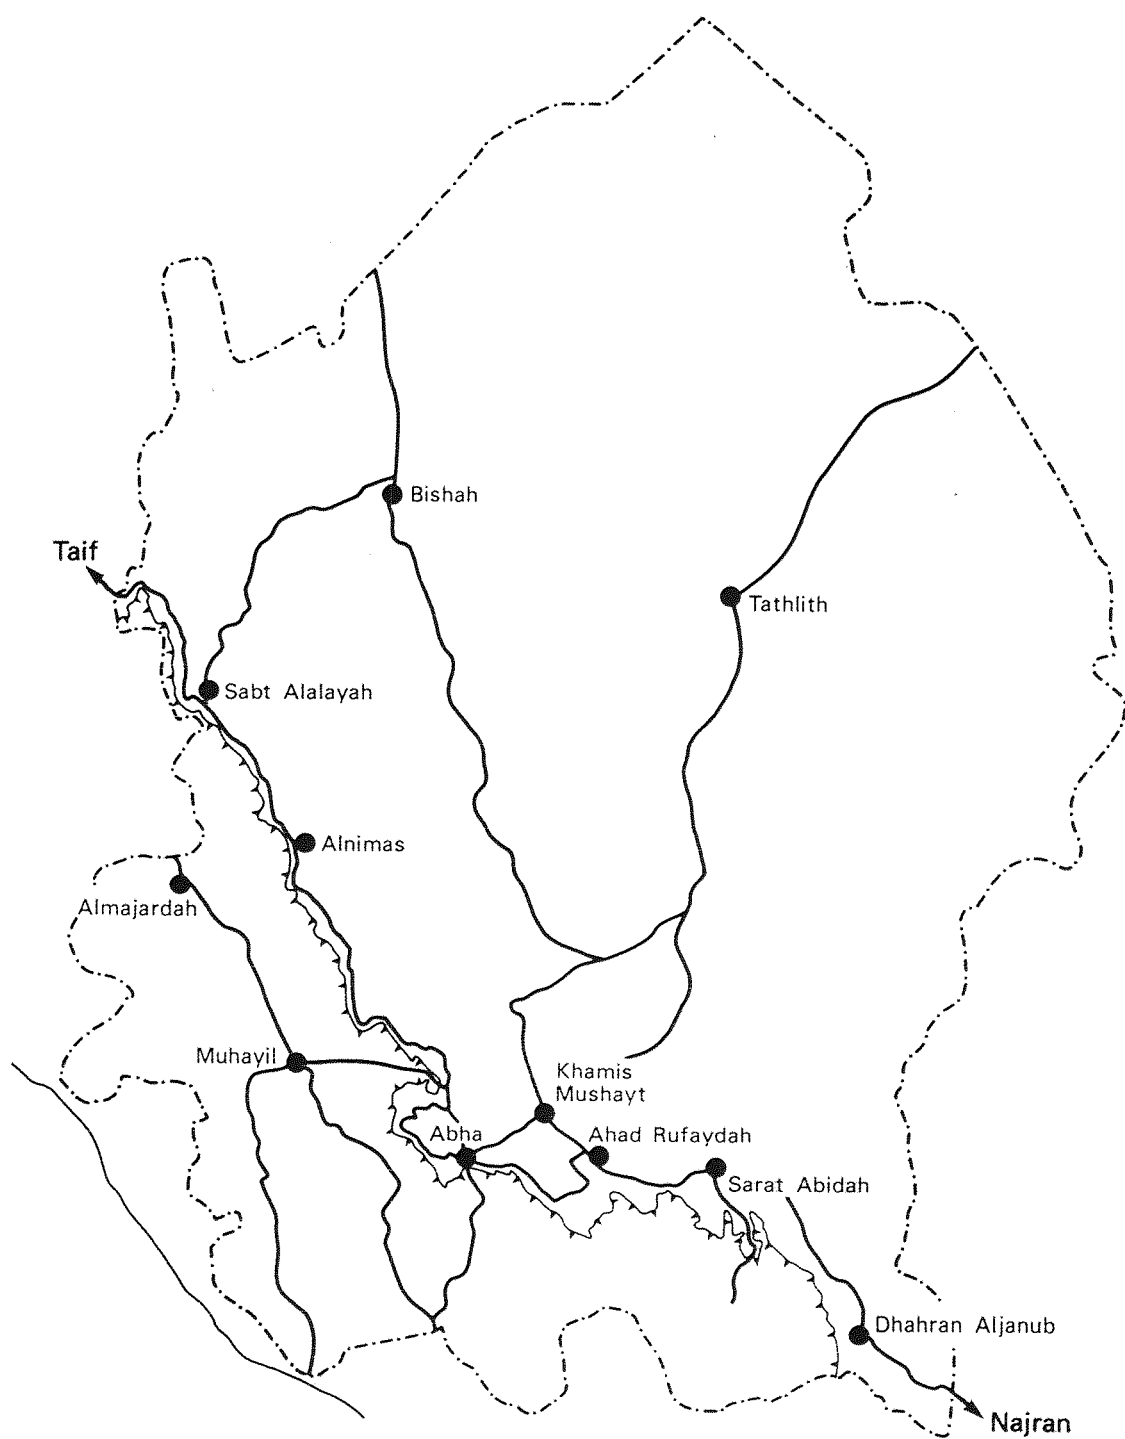 Bishah
Taif
Tathlith
Sabt Alalayah
Alnimas
Almajardah
Muhayil
Khamis
Mushayt
Abha
Ahad Rufaydah
Sarat Abidah
Dhahran Aljanub
Najran